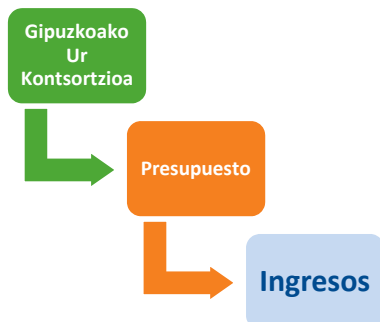 Gipuzkoako
Ur
Kontsortzioa
Presupuesto
Ingresos